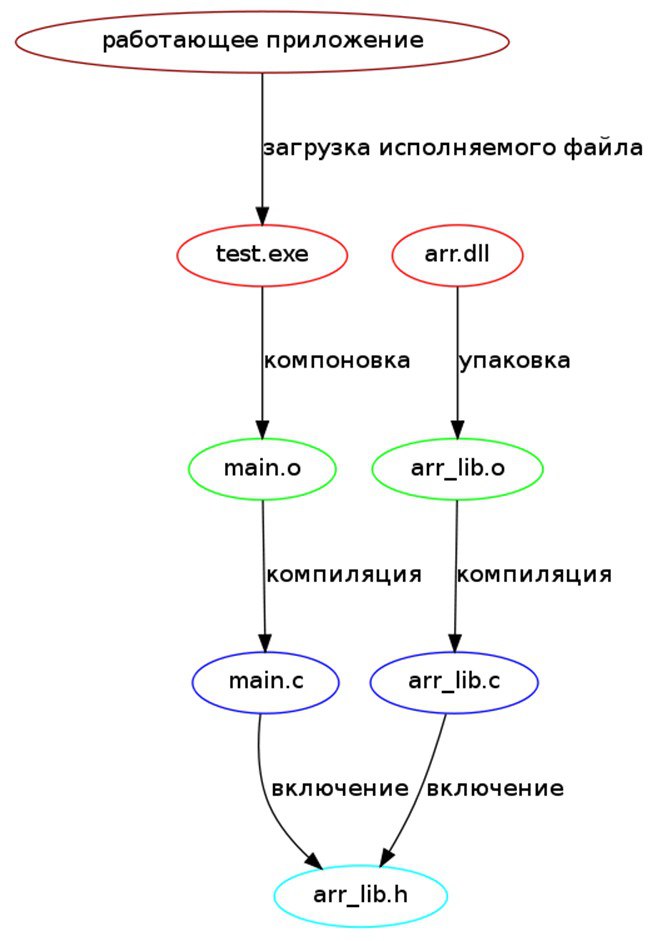 работающее приложение
загрузка исполняемого файла
test.exe
arr.dll
компоновка
упаковка
main.o
arr_lib.o
компиляция
компиляция
main.c
arr_lib.c
включение
включение
arr_lib.h